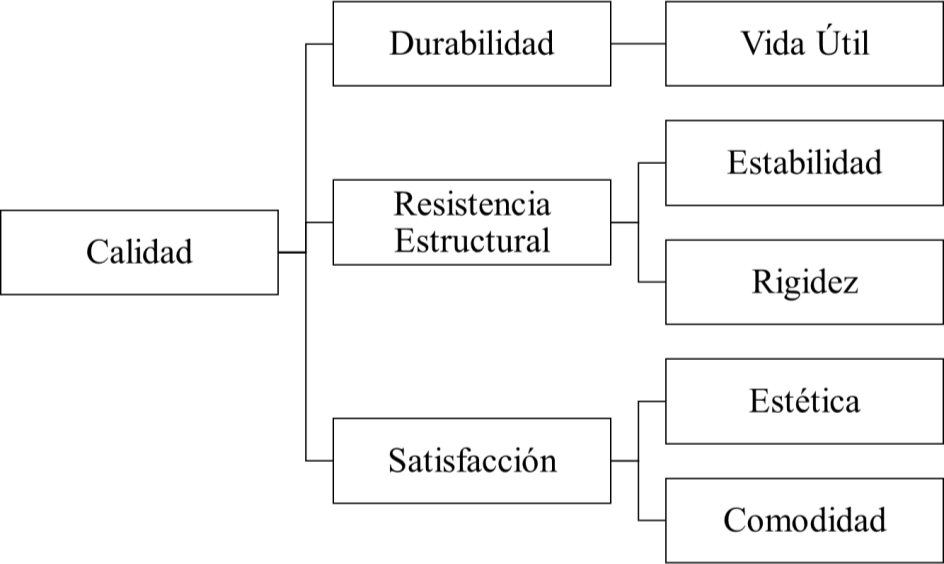 Durabilidad
Vida Útil
Estabilidad
Resistencia
Estructural
Calidad
Rigidez
Estética
Satisfacción
Comodidad